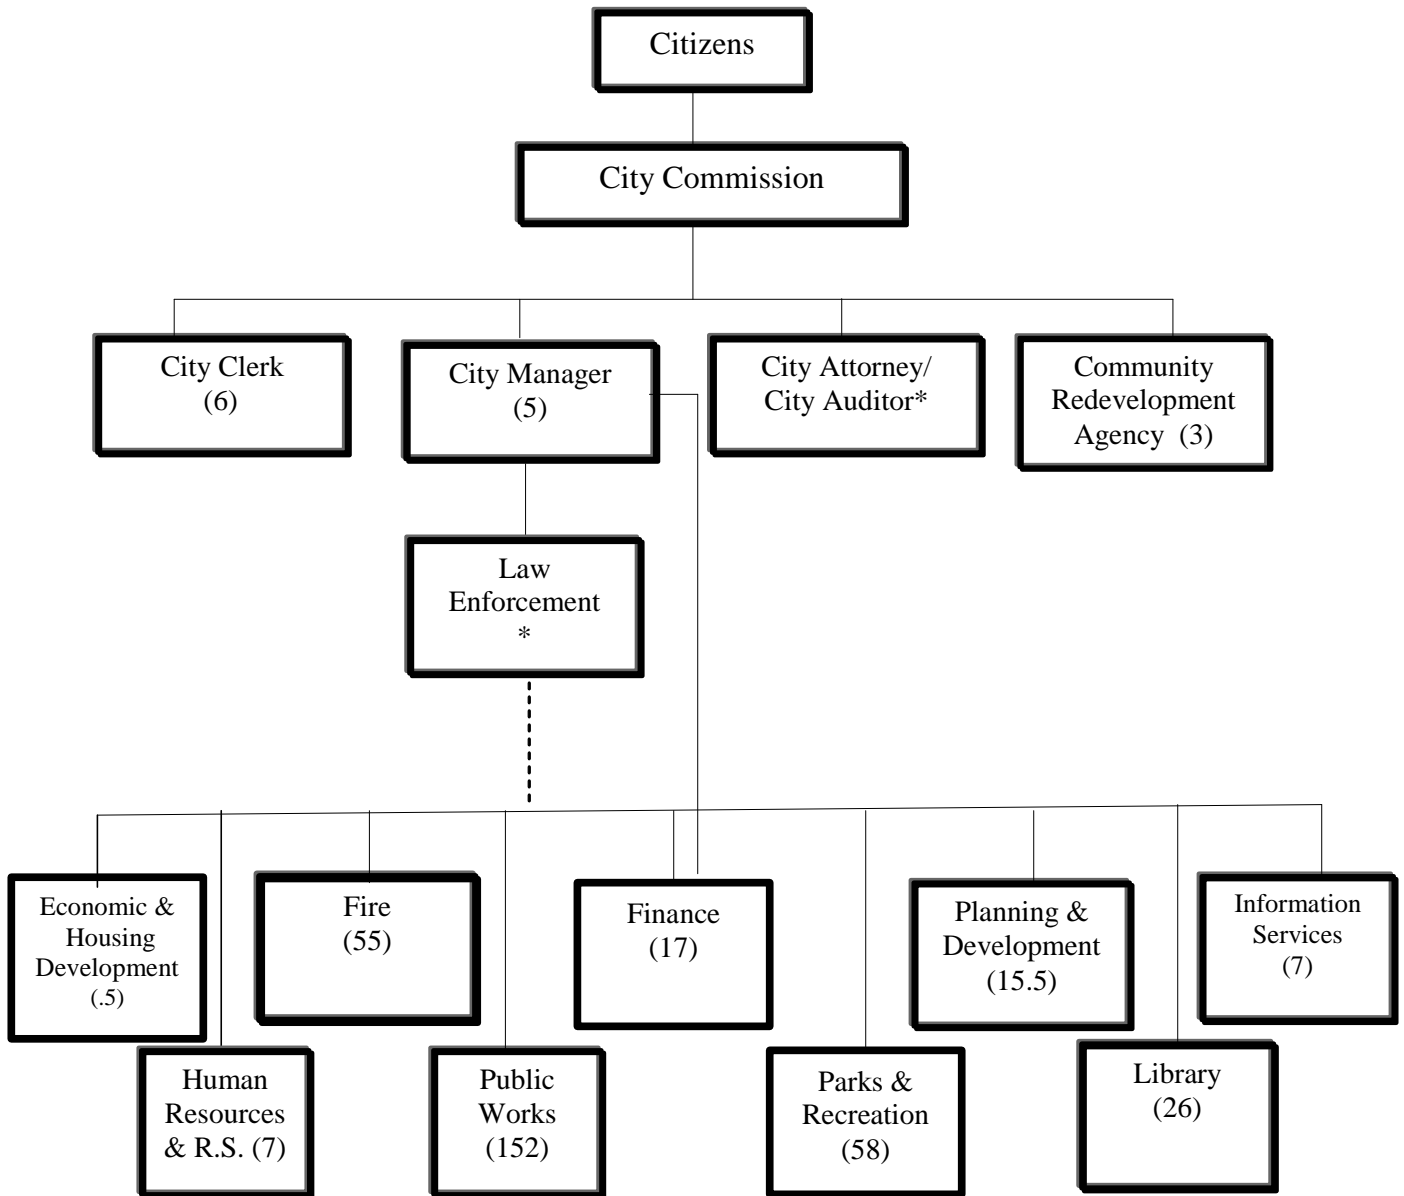 Citizens
City Commission
City Clerk
(6)
City Manager
(5)
City Attorney/
City Auditor*
Community
Redevelopment
Agency (3)
Law
Enforcement
*
Economic &
Housing
Development
(.5)
Fire
(55)
Finance
(17)
Planning &
Development
(15.5)
Information
Services
(7)
Human
Resources
& R.S. (7)
Public
Works
(152)
Parks &
Recreation
(58)
Library
(26)